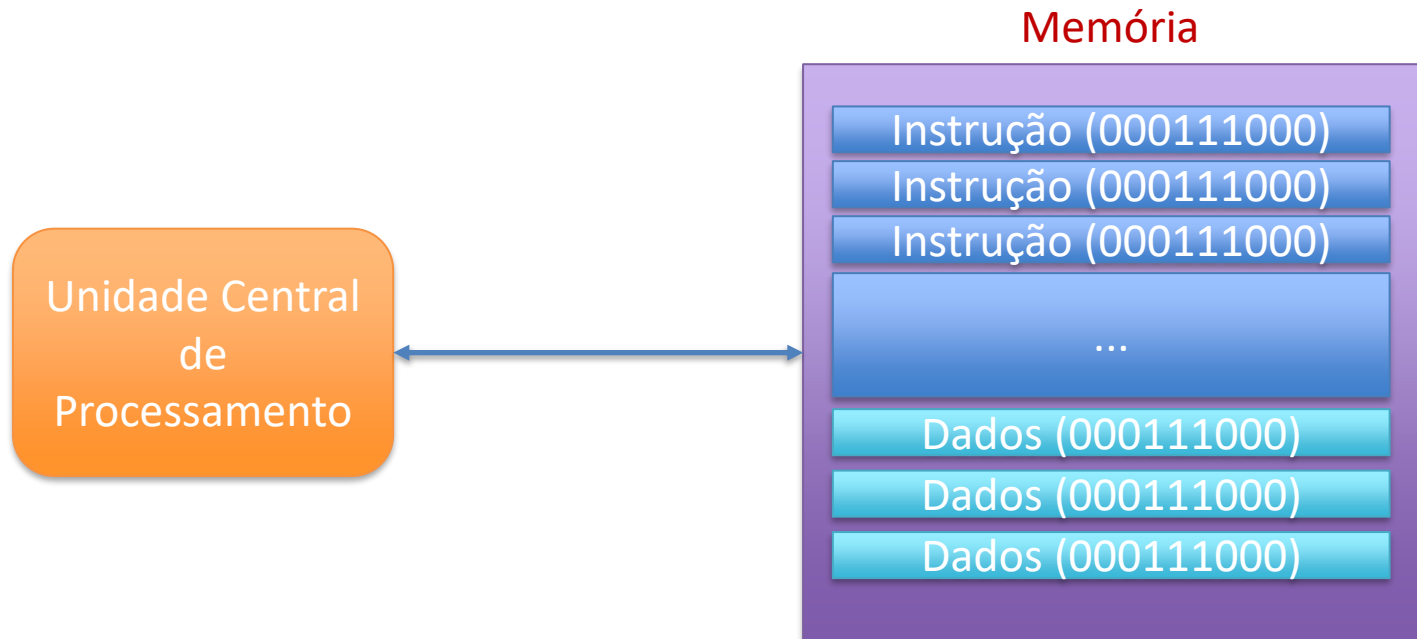 Memória
Instrução (000111000)
Instrução (000111000)
Instrução (000111000)
...
Unidade Central
de
Processamento
Dados (000111000)
Dados (000111000)
Dados (000111000)